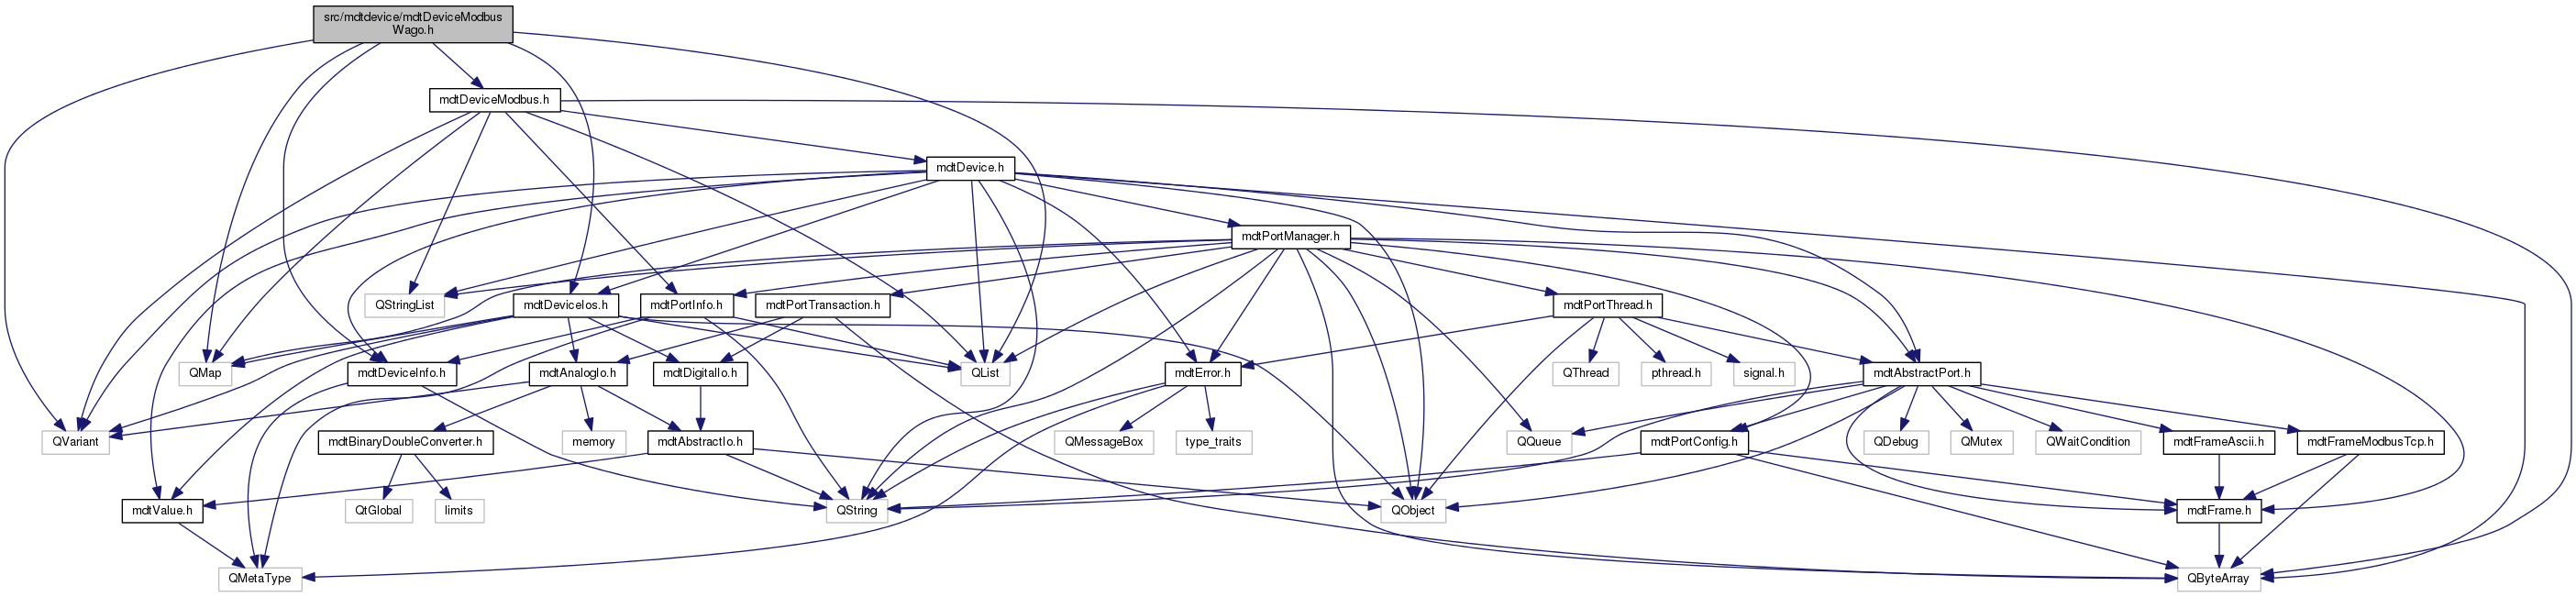 src/mdtdevice/mdtDeviceModbus
Wago.h
mdtDeviceModbus.h
mdtDevice.h
mdtPortManager.h
QStringList
mdtDeviceIos.h
mdtPortInfo.h
mdtPortTransaction.h
mdtPortThread.h
QMap
mdtDeviceInfo.h
mdtAnalogIo.h
mdtDigitalIo.h
QList
mdtError.h
QThread
pthread.h
signal.h
mdtAbstractPort.h
QVariant
mdtBinaryDoubleConverter.h
memory
mdtAbstractIo.h
QMessageBox
type_traits
QQueue
mdtPortConfig.h
QDebug
QMutex
QWaitCondition
mdtFrameAscii.h
mdtFrameModbusTcp.h
mdtValue.h
QtGlobal
limits
QString
QObject
mdtFrame.h
QMetaType
QByteArray